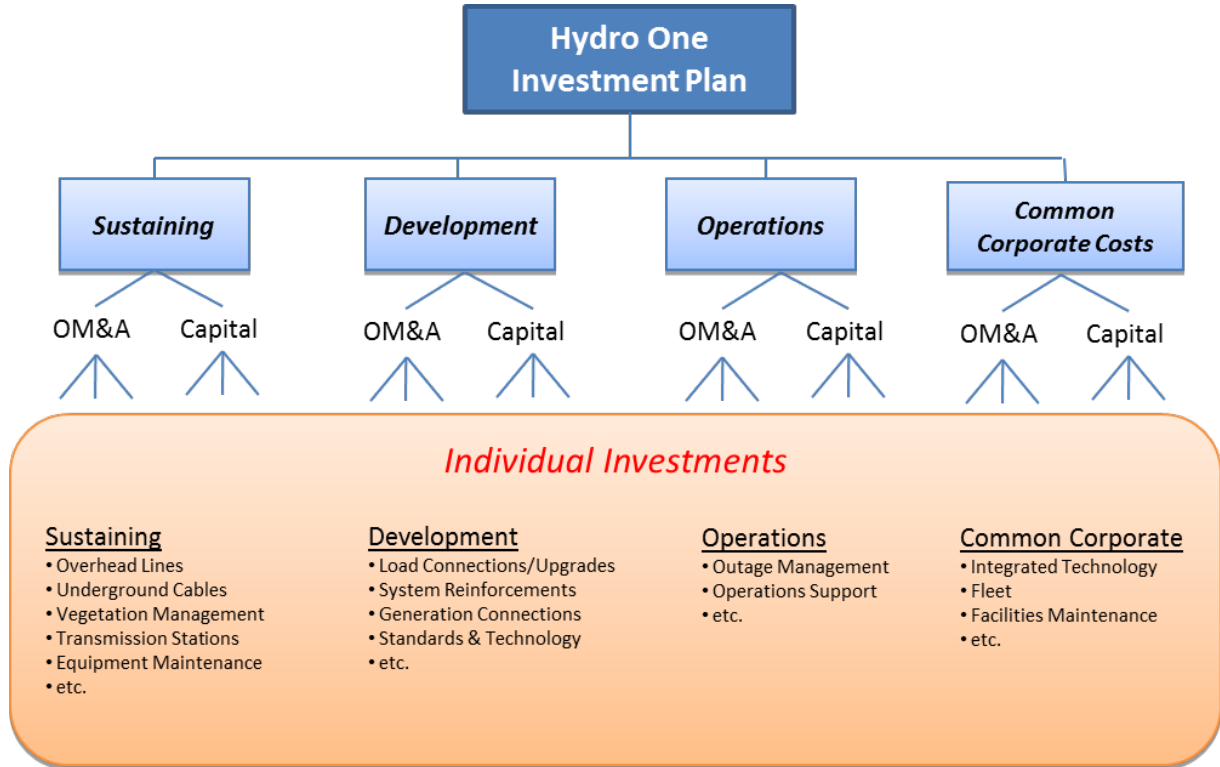 Hydro One
Investment Plan
Sustaining
Development
Operations
Common
Corporate Costs
OM&A
Capital
OM&A
Capital
OM&A
Capital
OM&A
Capital
Individual Investments
Sustaining
• Overhead Lines
• Underground Cables
• Vegetation Management
• Transmission Stations
• Equipment Maintenance
• etc.
Development
• Load Connections/Upgrades
• System Reinforcements
• Generation Connections
• Standards & Technology
• etc.
Operations
• Outage Management
• Operations Support
• etc.
Common Corporate
• Integrated Technology
• Fleet
• Facilities Maintenance
• etc.